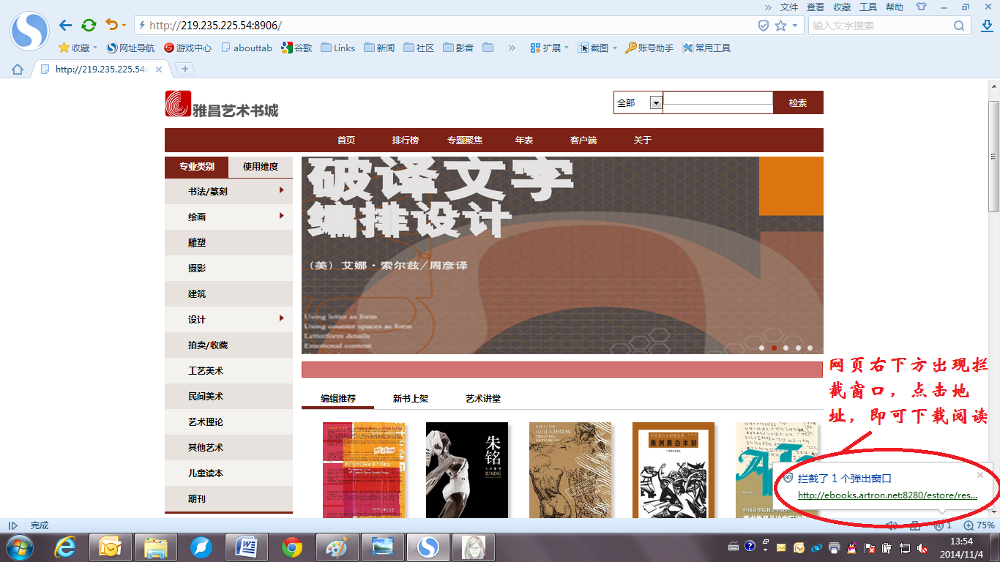 文件 查看 收藏 工具 帮助
http://219.235.225.54:8906/
输入文字搜索
收藏 网址导航 游戏中心 abouttab 谷歌 Links 新闻 社区 影音 扩展 截图 账号助手 常用工具
http://219.235.225.54:
雅昌艺术书城
全部 检索
首页 排行榜 专题聚焦 年表 客户端 关于
专业类别 使用维度
书法/篆刻
绘画
雕塑
摄影
建筑
设计
拍卖/收藏
工艺美术
民间美术
艺术理论
其他艺术
儿童读本
期刊
破译文字
编排设计
（美）艾娜·索尔兹/周彦译
Using letter as form
Using counter spaces as form
Letterform details
Emotional content
网页右下方出现拦
截窗口，点击地
址，即可下载阅读
编辑推荐 新书上架 艺术讲堂
朱铭
JU MING
应用人体结构
美洲黑白木刻
拦截了 1 个弹出窗口
http://ebooks.artron.net:8280/estore/res...
完成
1 75%
13:54
2014/11/4